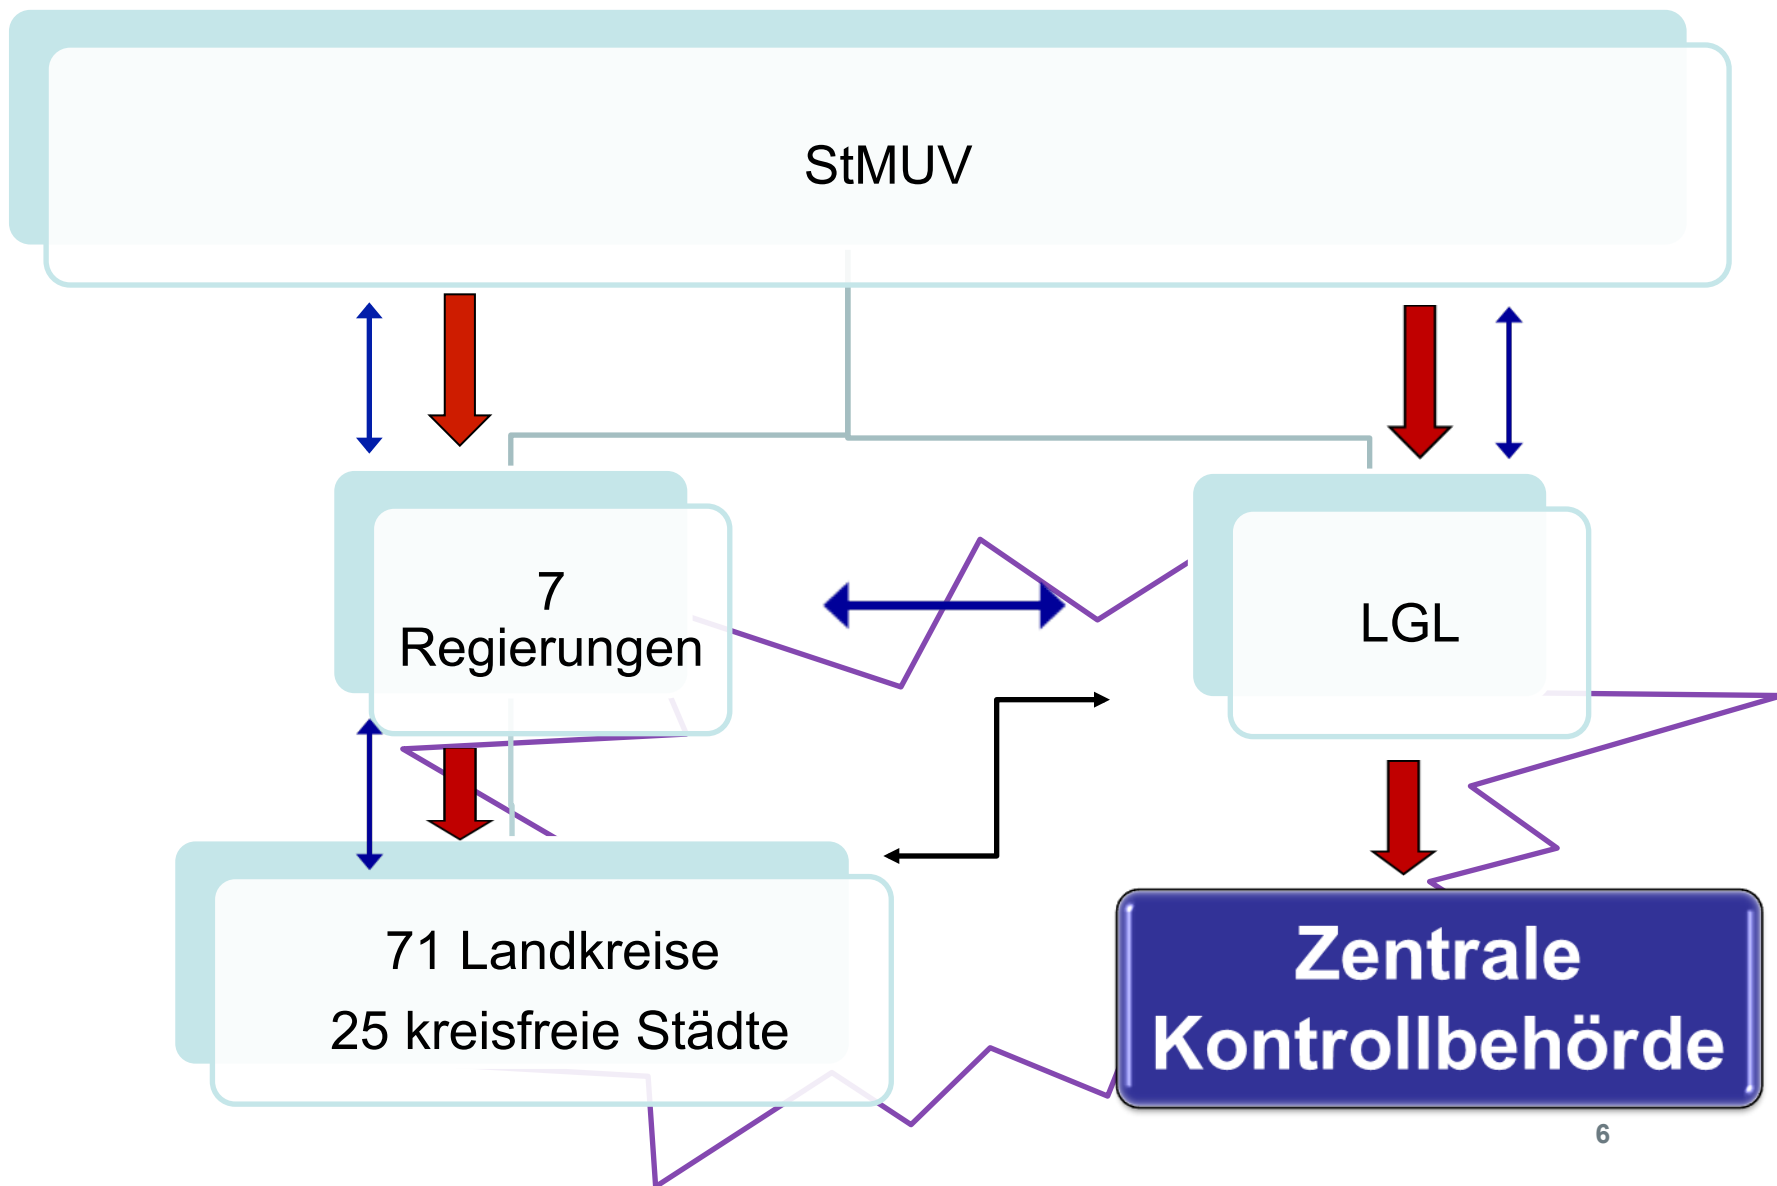 StMUV
7
Regierungen
LGL
71 Landkreise
25 kreisfreie Städte
Zentrale
Kontrollbehörde
6